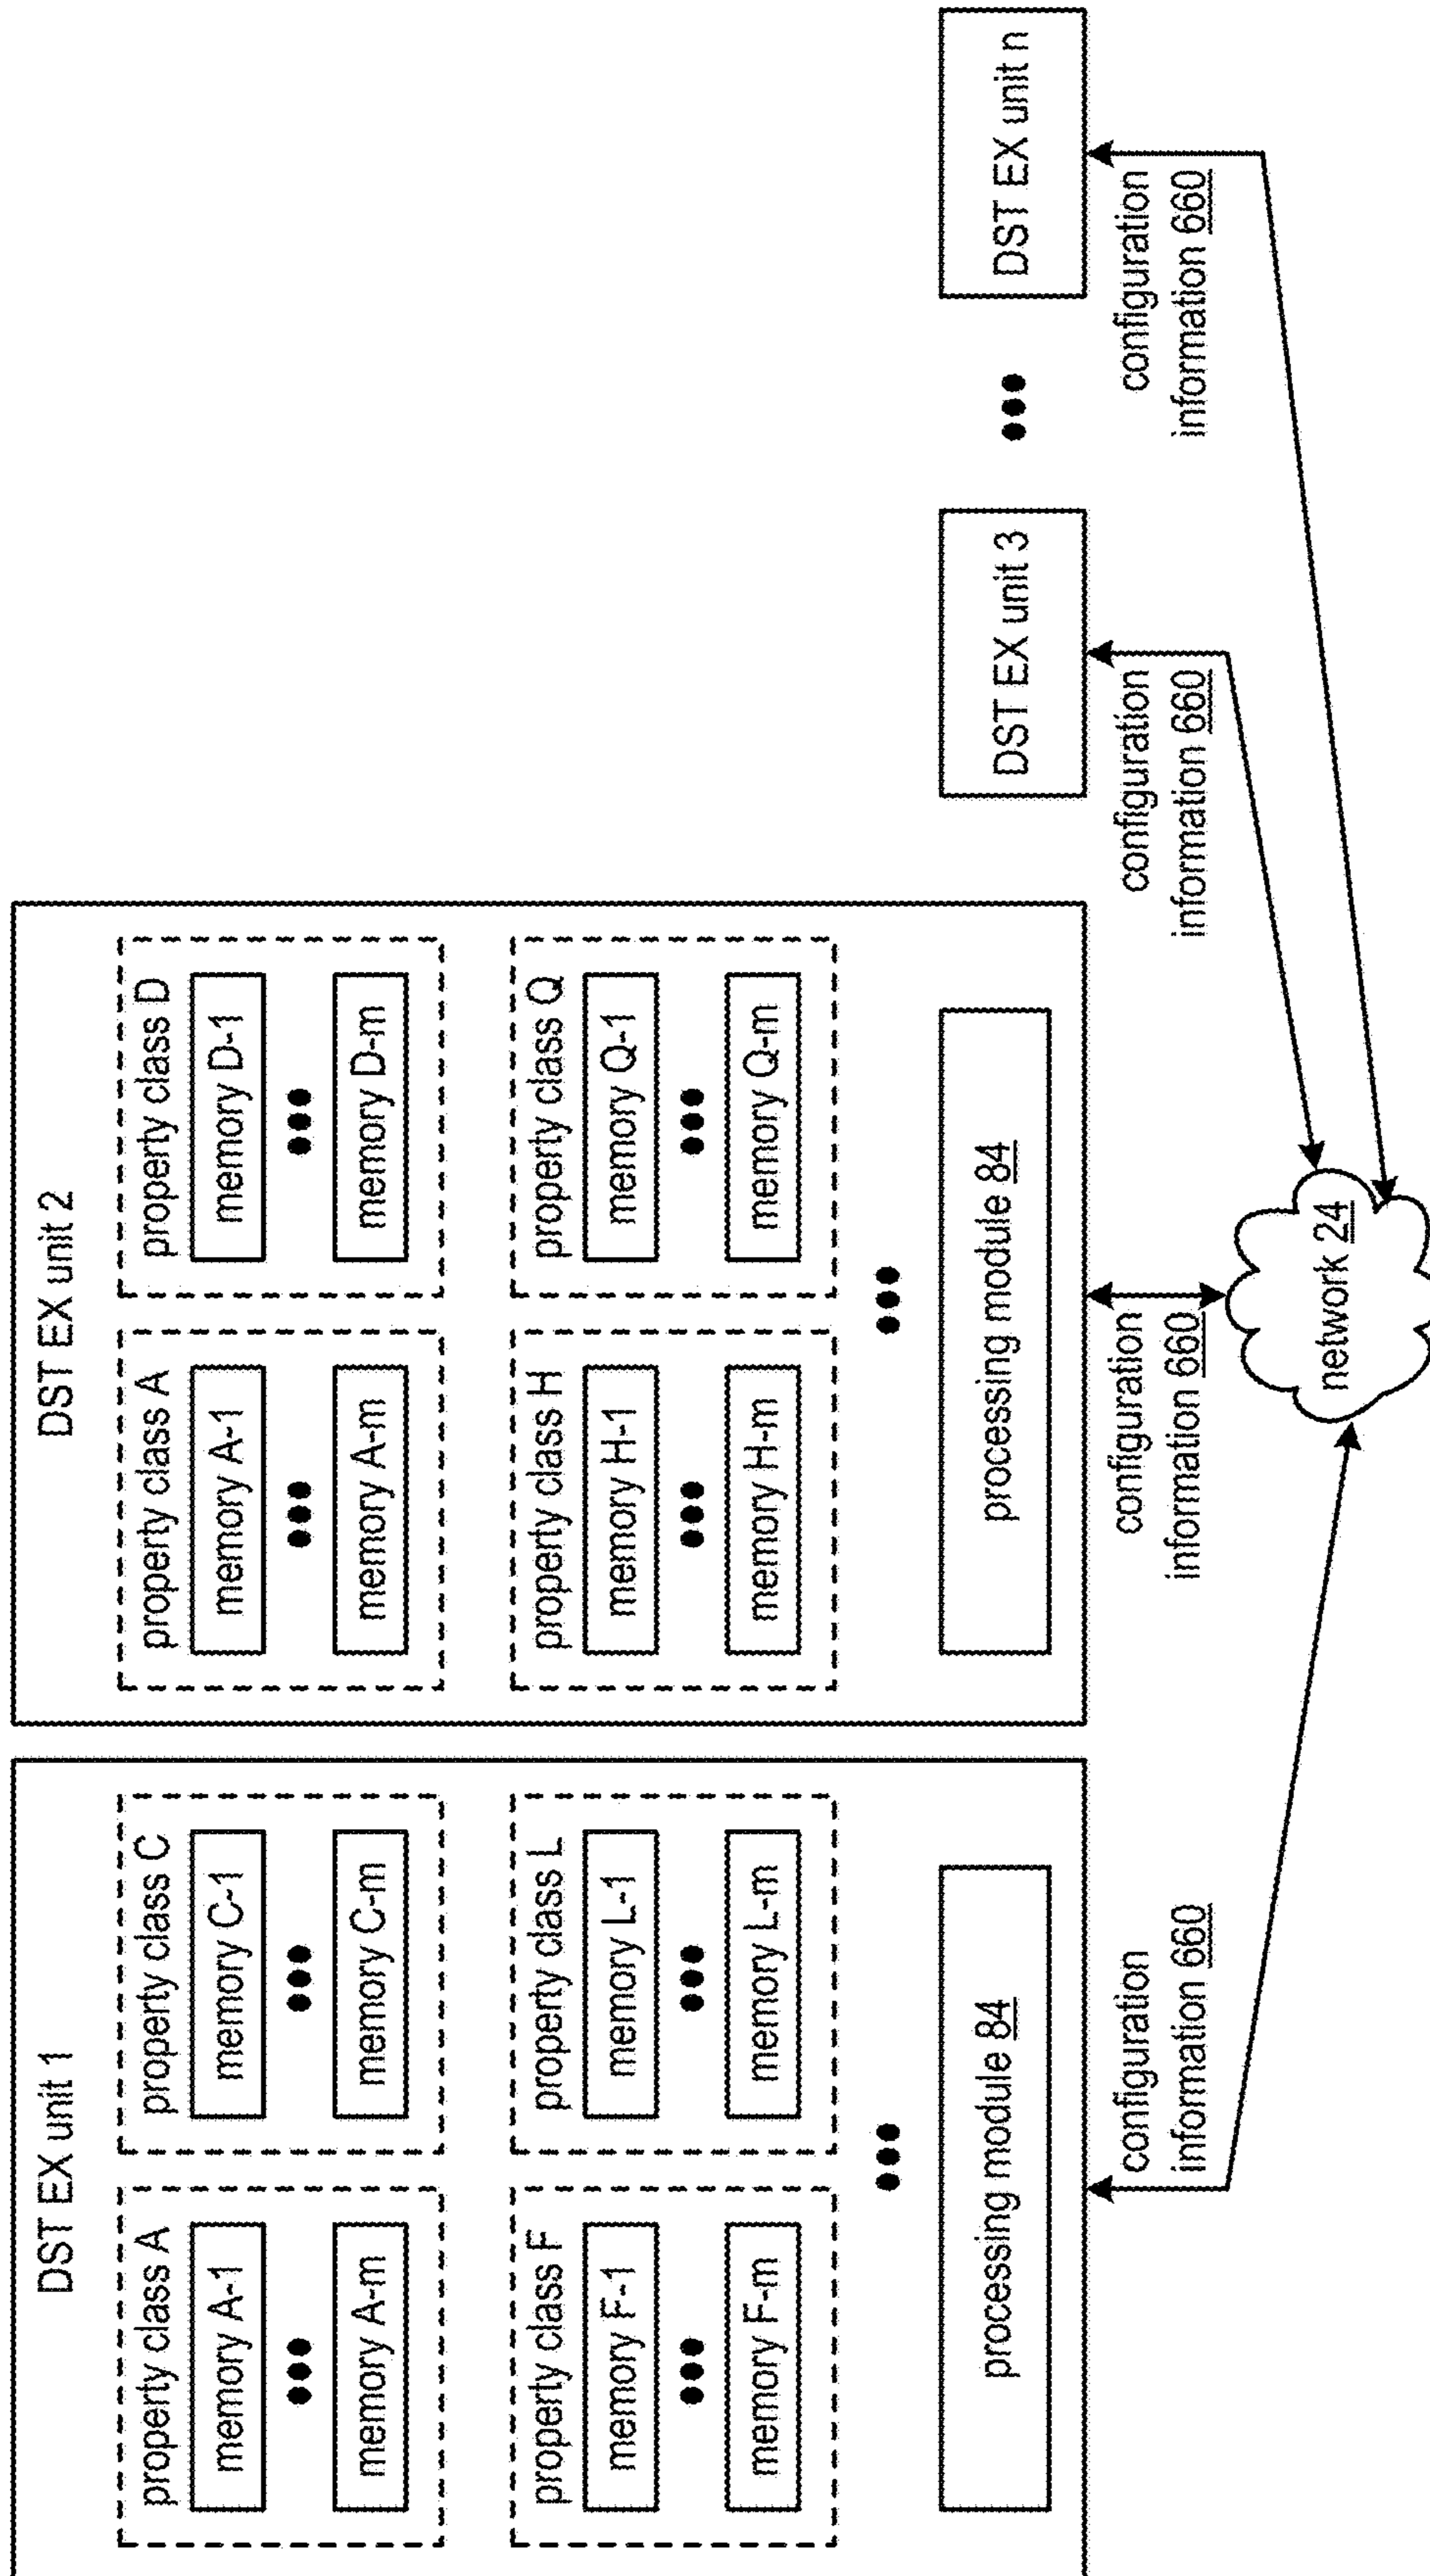 DST EX unit 1
property class A
memory A-1
memory A-m
property class C
memory C-1
memory C-m
property class F
memory F-1
memory F-m
property class L
memory L-1
memory L-m
processing module 84
configuration
information 660
DST EX unit 2
property class A
memory A-1
memory A-m
property class D
memory D-1
memory D-m
property class H
memory H-1
memory H-m
property class Q
memory Q-1
memory Q-m
processing module 84
configuration
information 660
DST EX unit 3
configuration
information 660
DST EX unit n
configuration
information 660
network 24